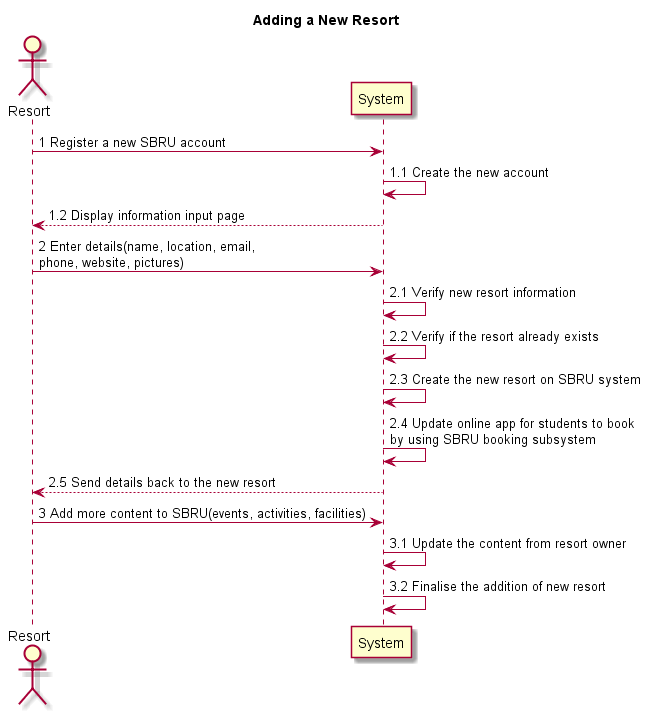 Adding a New Resort
Resort
System
1 Register a new SBRU account
1.1 Create the new account
1.2 Display information input page
2 Enter details(name, location, email,
phone, website, pictures)
2.1 Verify new resort information
2.2 Verify if the resort already exists
2.3 Create the new resort on SBRU system
2.4 Update online app for students to book
by using SBRU booking subsystem
2.5 Send details back to the new resort
3 Add more content to SBRU(events, activities, facilities)
3.1 Update the content from resort owner
3.2 Finalise the addition of new resort
Resort
System